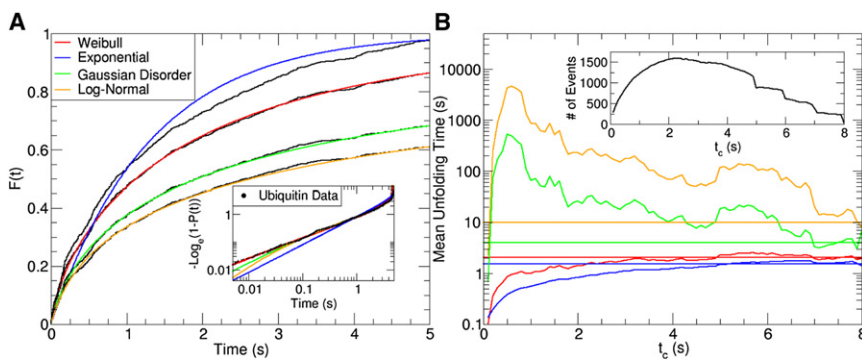 A
F(t)
1
0.8
0.6
0.4
0.2
0
Weibull
Exponential
Gaussian Disorder
Log-Normal
-Log e (1-P(t))
1
0.01
Ubiquitin Data
0.01
0.1
1
Time (s)
0 1 2 3 4 5
Time (s)
B
Mean Unfolding Time (s)
10000
1000
100
10
1
0.1
# of Events
1500
1000
500
0
0 2 4 6 8
t c (s)
0 2 4 6 8
t c (s)